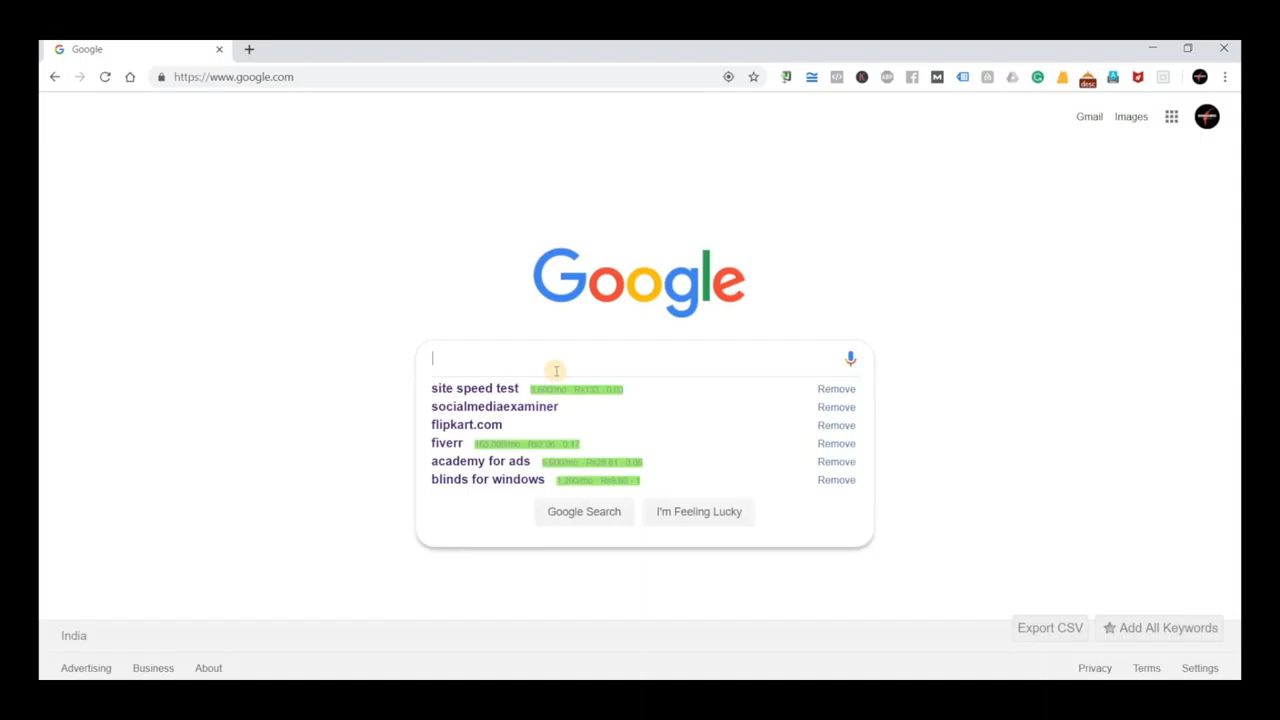 Google
https://www.google.com
desc
Gmail Images
Google
site speed test Remove
socialmediaexaminer Remove
flipkart.com Remove
fiverr Remove
academy for ads Remove
blinds for windows Remove
Google Search I'm Feeling Lucky
Export CSV Add All Keywords
India
Advertising Business About Privacy Terms Settings